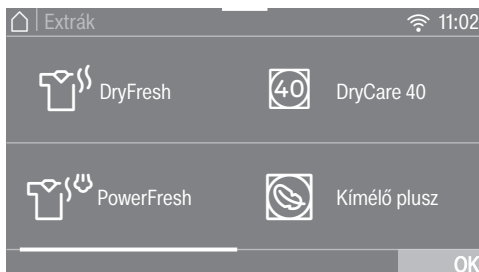 Extrák 11:02
DryFresh
40 DryCare 40
PowerFresh
Kímélő plusz
OK